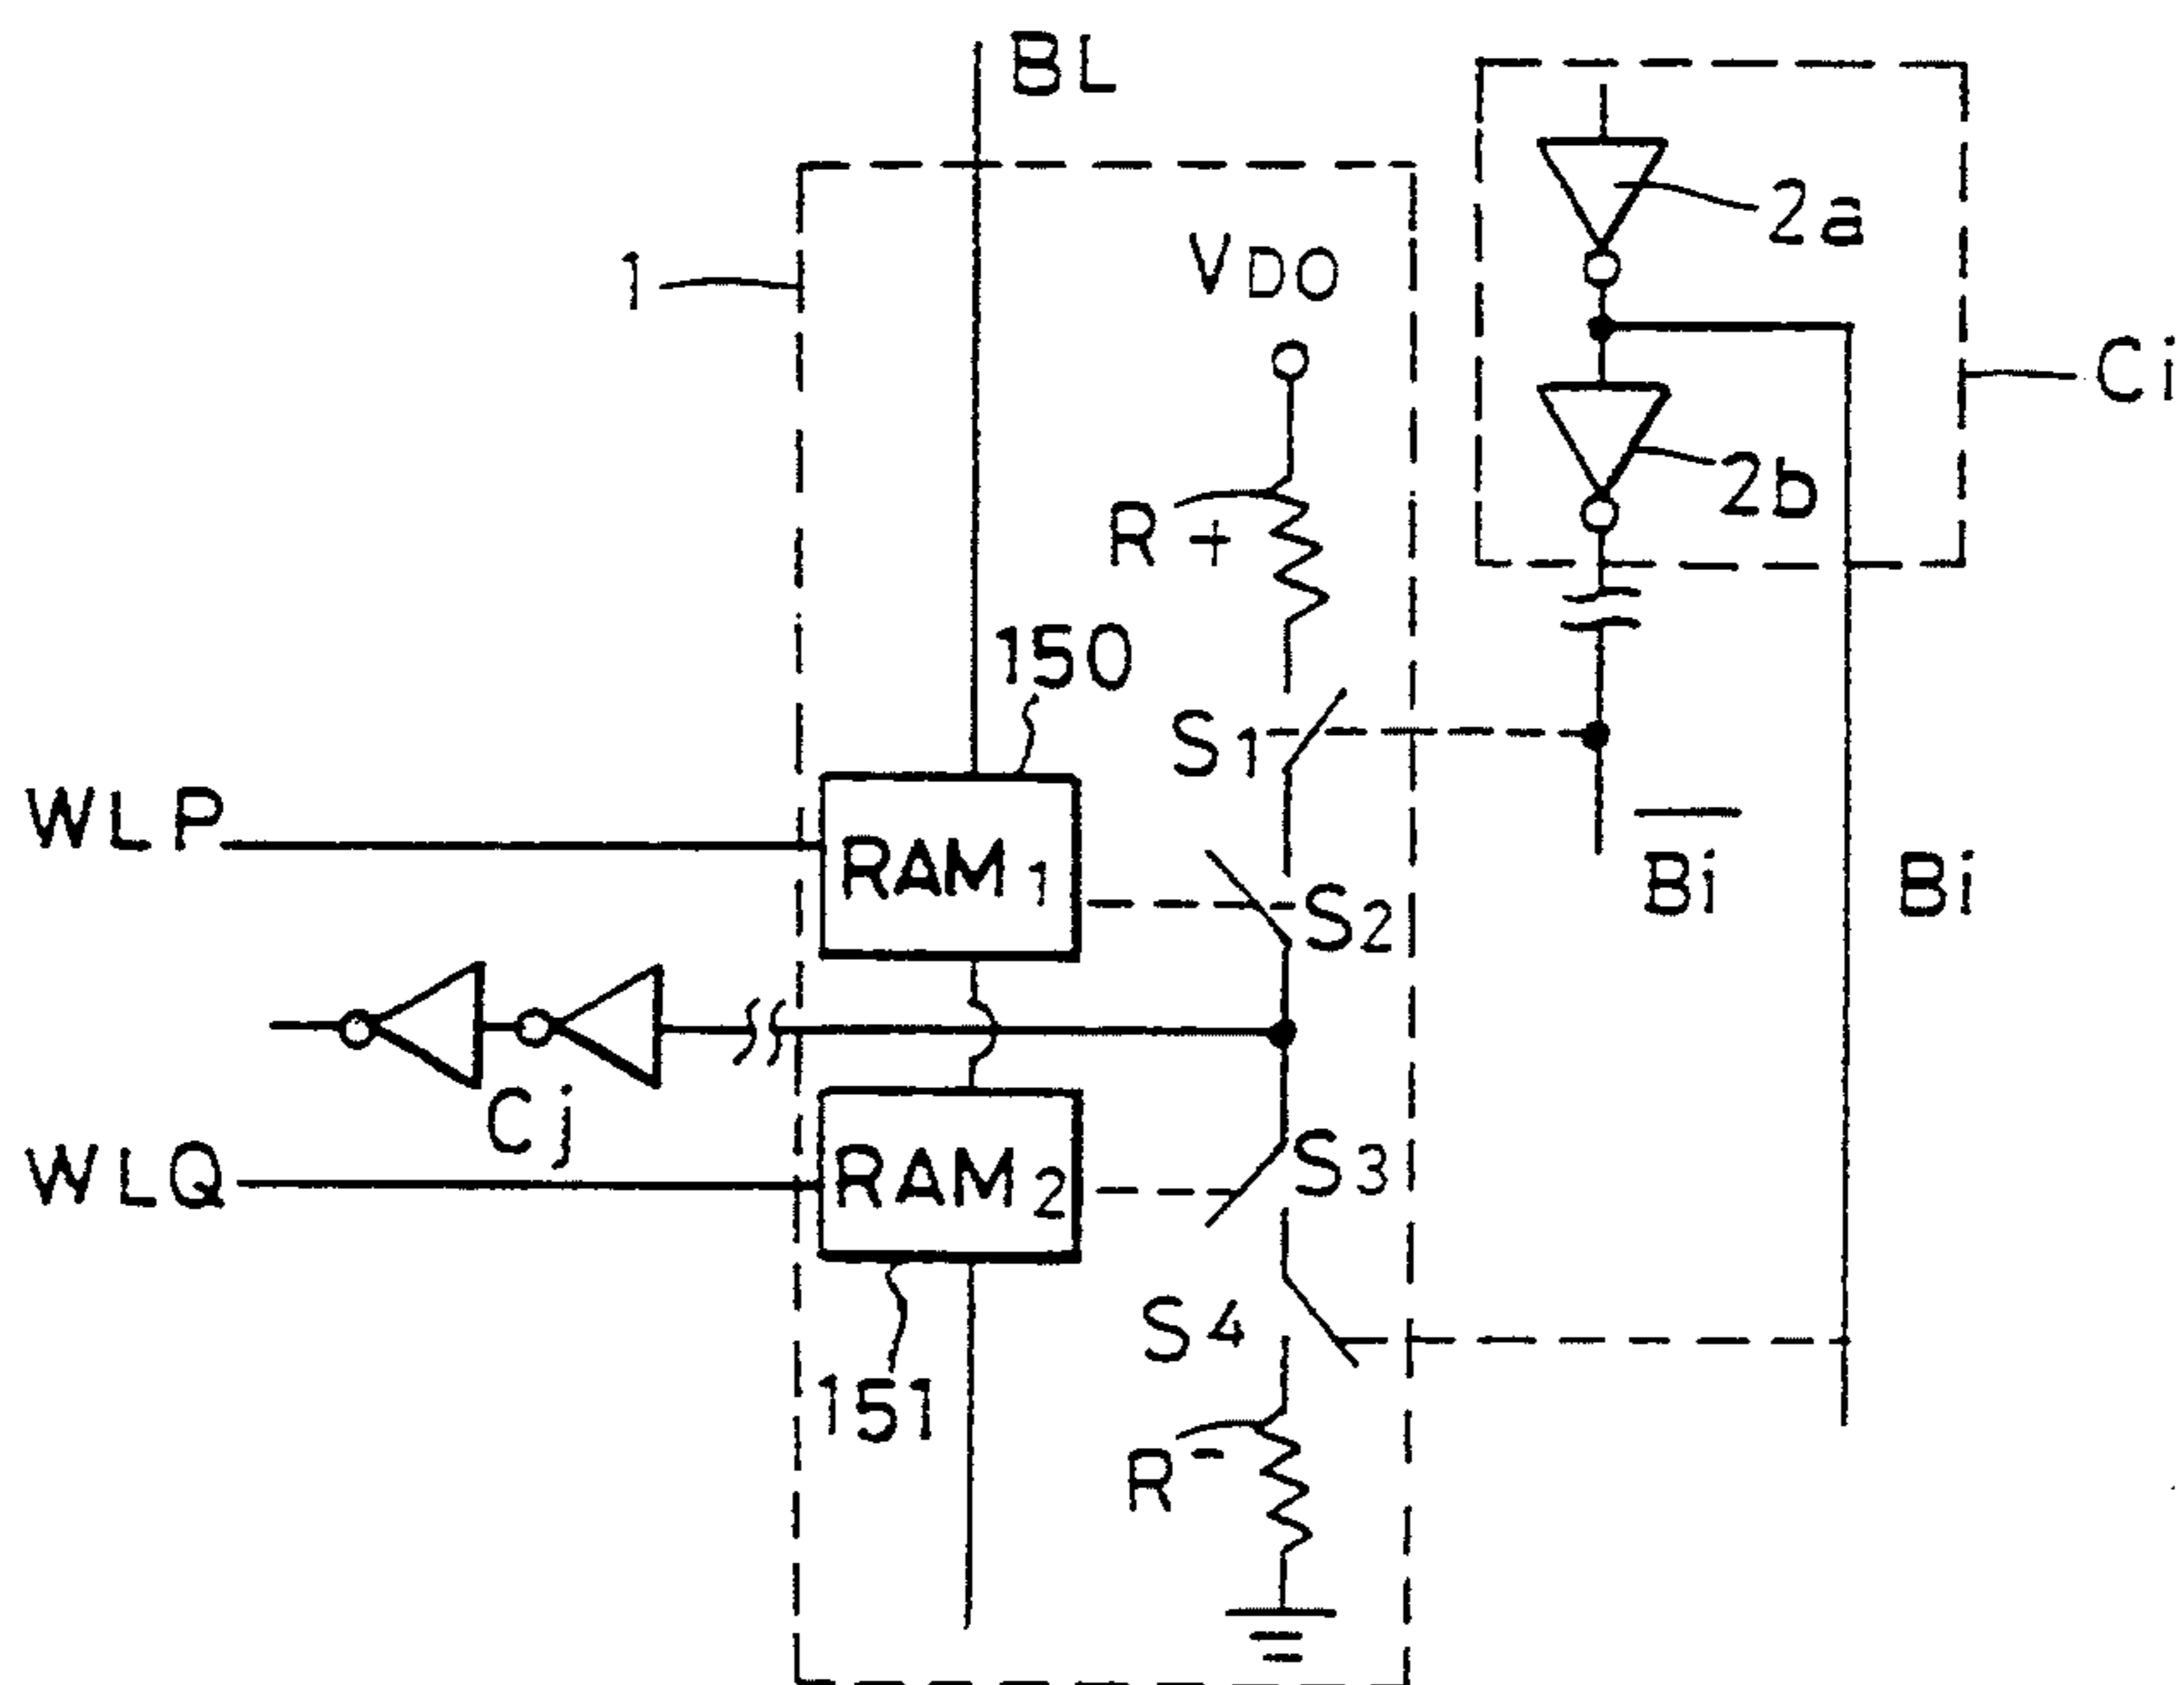 BL
2a
1
VDO
Ci
2b
R+
150
S1
WLP
RAM1
S2
Bi
Bi
Cj
WLQ
RAM2
S3
S4
151
R-